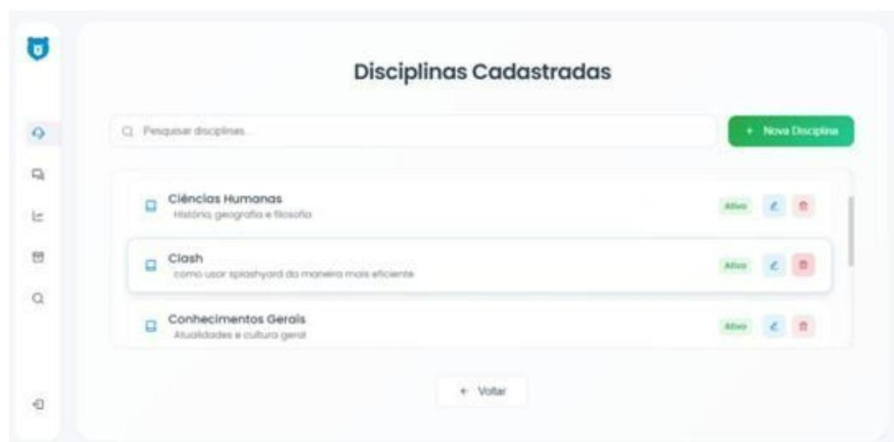 Disciplinas Cadastradas
Pesquisar disciplinas...
+ Nova Disciplina
Ciências Humanas
História, geografia e filosofia
Ativo
Clash
como usar splashyard da maneira mais eficiente
Ativo
Conhecimentos Gerais
Atualidades e cultura geral
Ativo
← Voltar